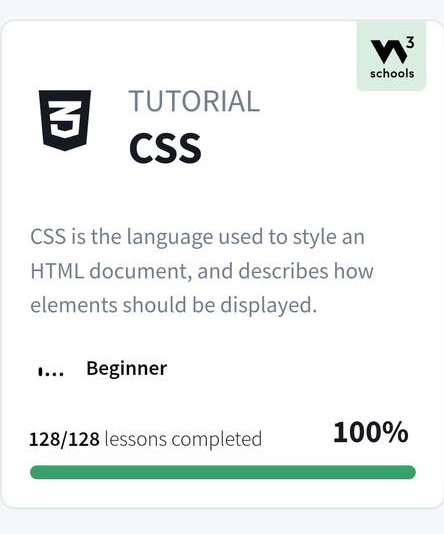 W3
schools
TUTORIAL
CSS
CSS is the language used to style an
HTML document, and describes how
elements should be displayed.
Beginner
128/128 lessons completed
100%